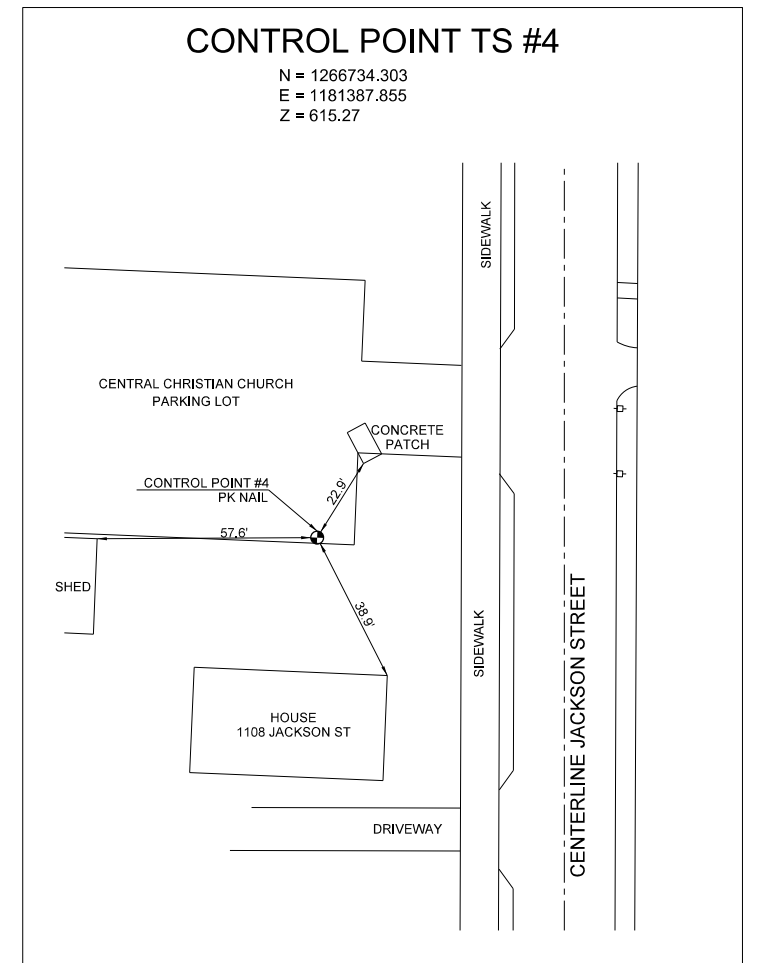 CONTROL POINT TS #4
N = 1266734.303
E = 1181387.855
Z = 615.27
SIDEWALK
CENTRAL CHRISTIAN CHURCH
PARKING LOT
CONCRETE
PATCH
CONTROL POINT #4
PK NAIL
22.9'
57.6'
SHED
38.9'
SIDEWALK
CENTERLINE JACKSON STREET
HOUSE
1108 JACKSON ST
DRIVEWAY